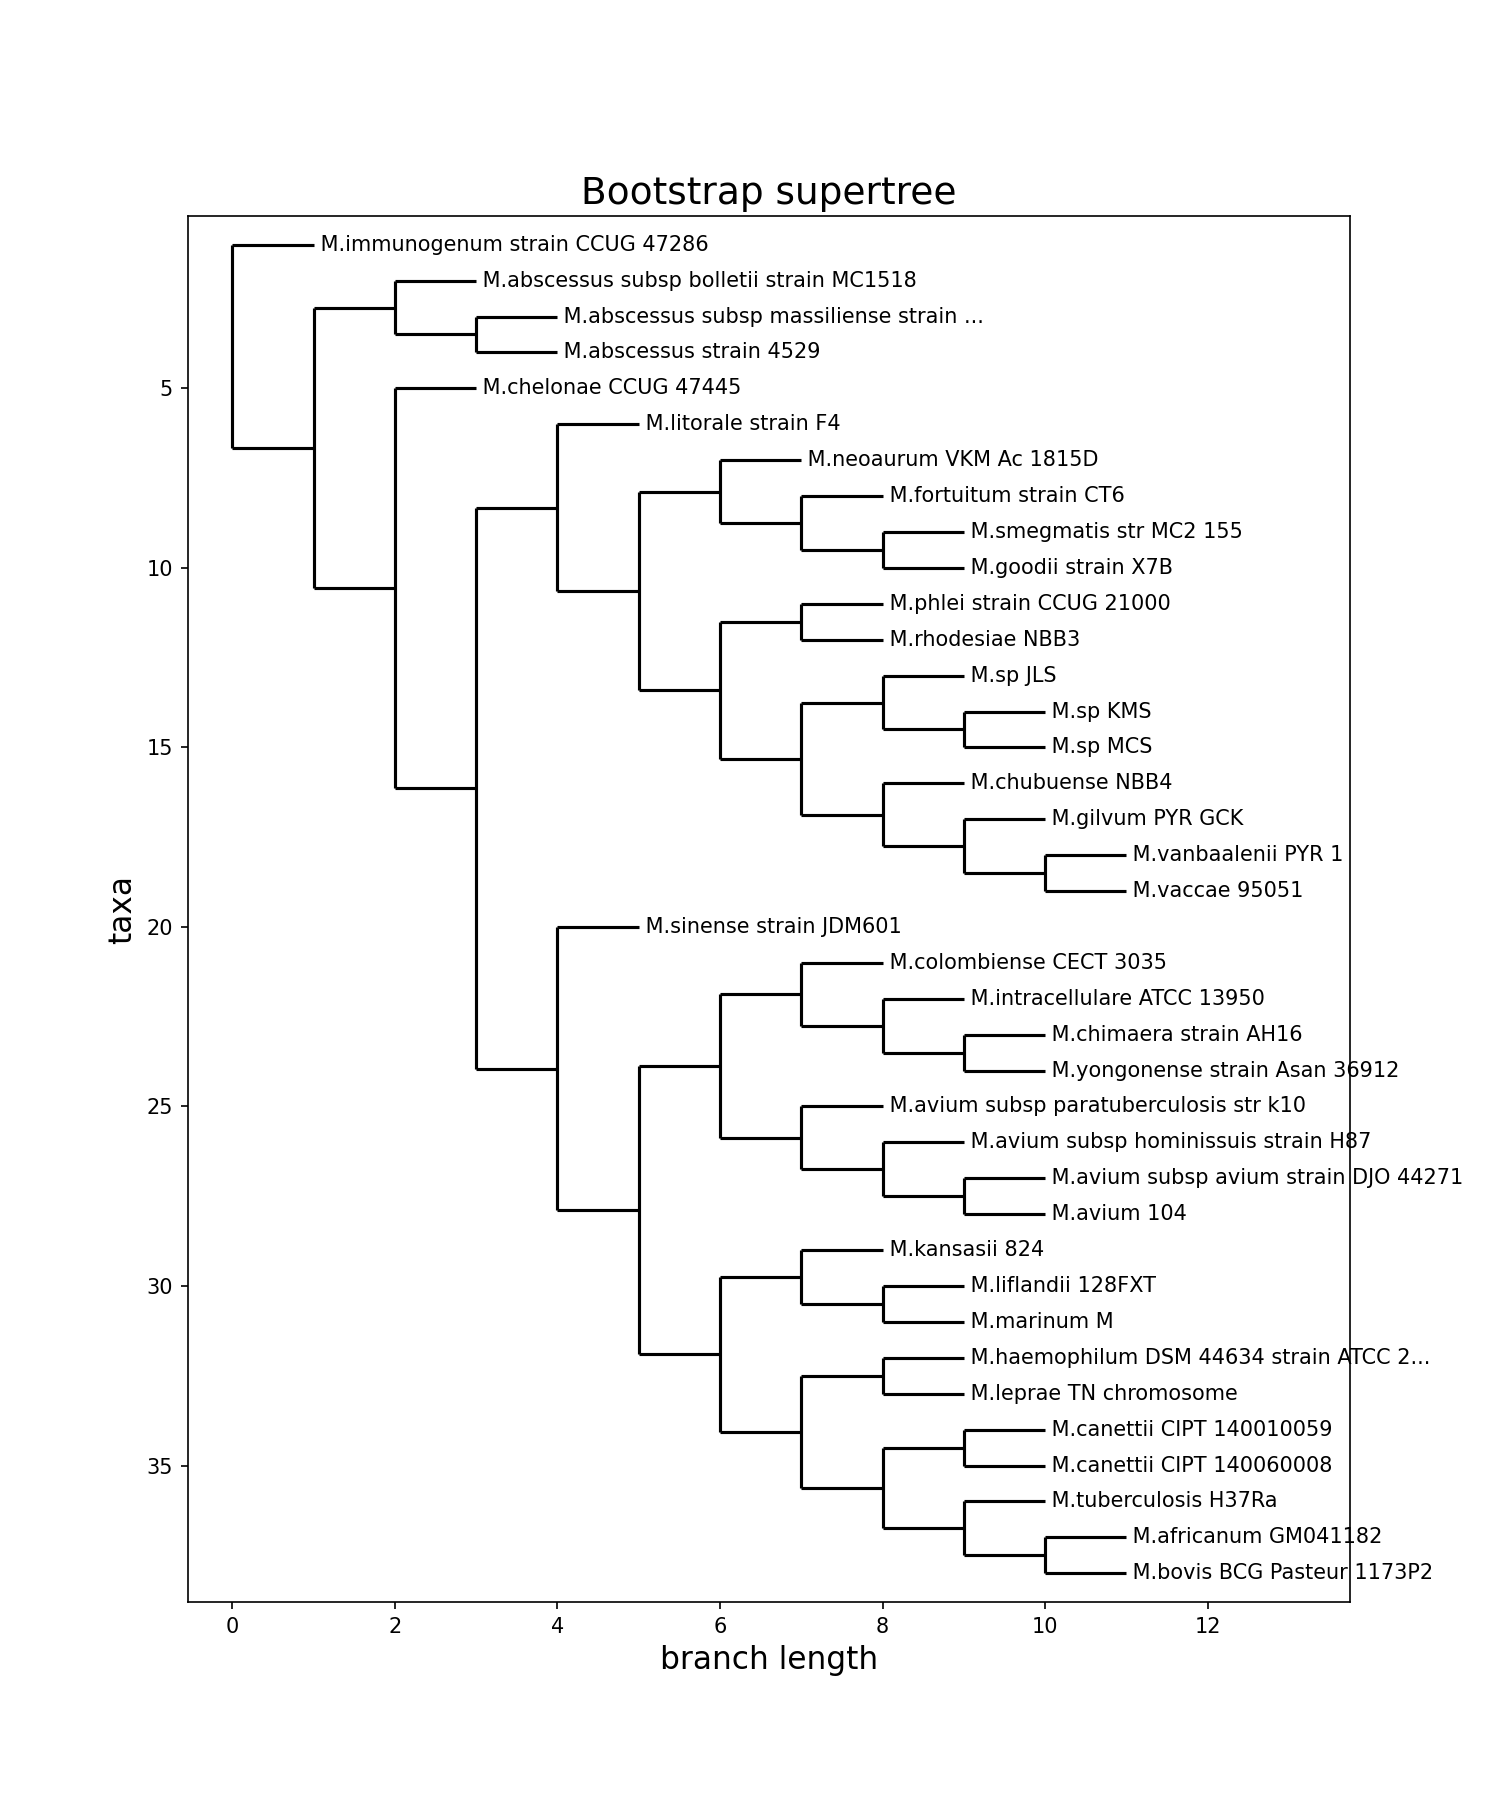 Bootstrap supertree
M.immunogenum strain CCUG 47286
M.abscessus subsp bolletii strain MC1518
M.abscessus subsp massiliense strain ...
M.abscessus strain 4529
5
M.chelonae CCUG 47445
M.litorale strain F4
M.neoaurum VKM Ac 1815D
M.fortuitum strain CT6
M.smegmatis str MC2 155
10
M.goodii strain X7B
M.phlei strain CCUG 21000
M.rhodesiae NBB3
M.sp JLS
M.sp KMS
15
M.sp MCS
M.chubuense NBB4
M.gilvum PYR GCK
M.vanbaalenii PYR 1
M.vaccae 95051
taxa
20
M.sinense strain JDM601
M.colombiense CECT 3035
M.intracellulare ATCC 13950
M.chimaera strain AH16
M.yongonense strain Asan 36912
25
M.avium subsp paratuberculosis str k10
M.avium subsp hominissuis strain H87
M.avium subsp avium strain DJO 44271
M.avium 104
M.kansasii 824
30
M.liflandii 128FXT
M.marinum M
M.haemophilum DSM 44634 strain ATCC 2...
M.leprae TN chromosome
M.canettii CIPT 140010059
35
M.canettii CIPT 140060008
M.tuberculosis H37Ra
M.africanum GM041182
M.bovis BCG Pasteur 1173P2
0 2 4 6 8 10 12
branch length